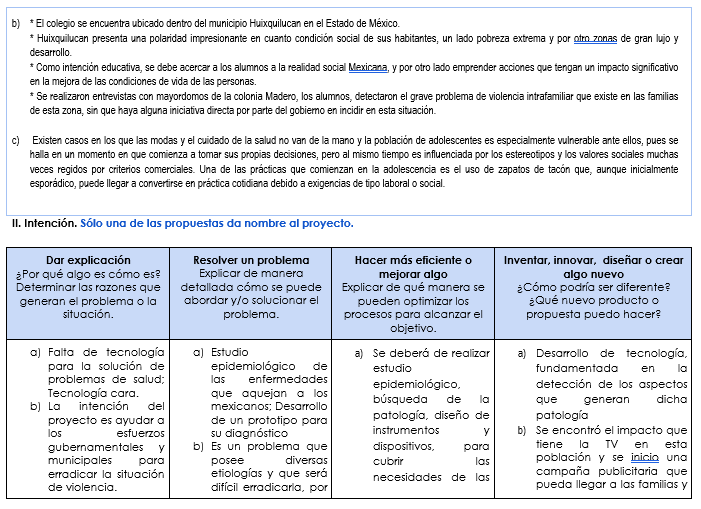 b) * El colegio se encuentra ubicado dentro del municipio Huixquilucan en el Estado de México.
* Huixquilucan presenta una polaridad impresionante en cuanto condición social de sus habitantes, un lado pobreza extrema y por otro zonas de gran lujo y
desarrollo.
* Como intención educativa, se debe acercar a los alumnos a la realidad social Mexicana, y por otro lado emprender acciones que tengan un impacto significativo
en la mejora de las condiciones de vida de las personas.
* Se realizaron entrevistas con mayordomos de la colonia Madero, los alumnos, detectaron el grave problema de violencia intrafamiliar que existe en las familias
de esta zona, sin que haya alguna iniciativa directa por parte del gobierno en incidir en esta situación.
c) Existen casos en los que las modas y el cuidado de la salud no van de la mano y la población de adolescentes es especialmente vulnerable ante ellos, pues se
halla en un momento en que comienza a tomar sus propias decisiones, pero al mismo tiempo es influenciada por los estereotipos y los valores sociales muchas
veces regidos por criterios comerciales. Una de las prácticas que comienzan en la adolescencia es el uso de zapatos de tacón que, aunque inicialmente
esporádico, puede llegar a convertirse en práctica cotidiana debido a exigencias de tipo laboral o social.
II. Intención. Sólo una de las propuestas da nombre al proyecto.
Dar explicación
¿Por qué algo es cómo es?
Determinar las razones que
generan el problema o la
situación.
Resolver un problema
Explicar de manera
detallada cómo se puede
abordar y/o solucionar el
problema.
Hacer más eficiente o
mejorar algo
Explicar de qué manera se
pueden optimizar los
procesos para alcanzar el
objetivo.
Inventar, innovar, diseñar o crear
algo nuevo
¿Cómo podría ser diferente?
¿Qué nuevo producto o
propuesta puedo hacer?
a) Falta de tecnología
para la solución de
problemas de salud;
Tecnología cara.
b) La intención del
proyecto es ayudar a
los esfuerzos
gubernamentales y
municipales para
erradicar la situación
de violencia.
a) Estudio
epidemiológico de
las enfermedades
que aquejan a los
mexicanos; Desarrollo
de un prototipo para
su diagnóstico
b) Es un problema que
posee diversas
etiologías y que será
difícil erradicarla, por
a) Se deberá de realizar
estudio
epidemiológico,
búsqueda de la
patología, diseño de
instrumentos y
dispositivos, para
cubrir las
necesidades de las
a) Desarrollo de tecnología,
fundamentada en la
detección de los aspectos
que generan dicha
patología
b) Se encontró el impacto que
tiene la TV en esta
población y se inicio una
campaña publicitaria que
pueda llegar a las familias y